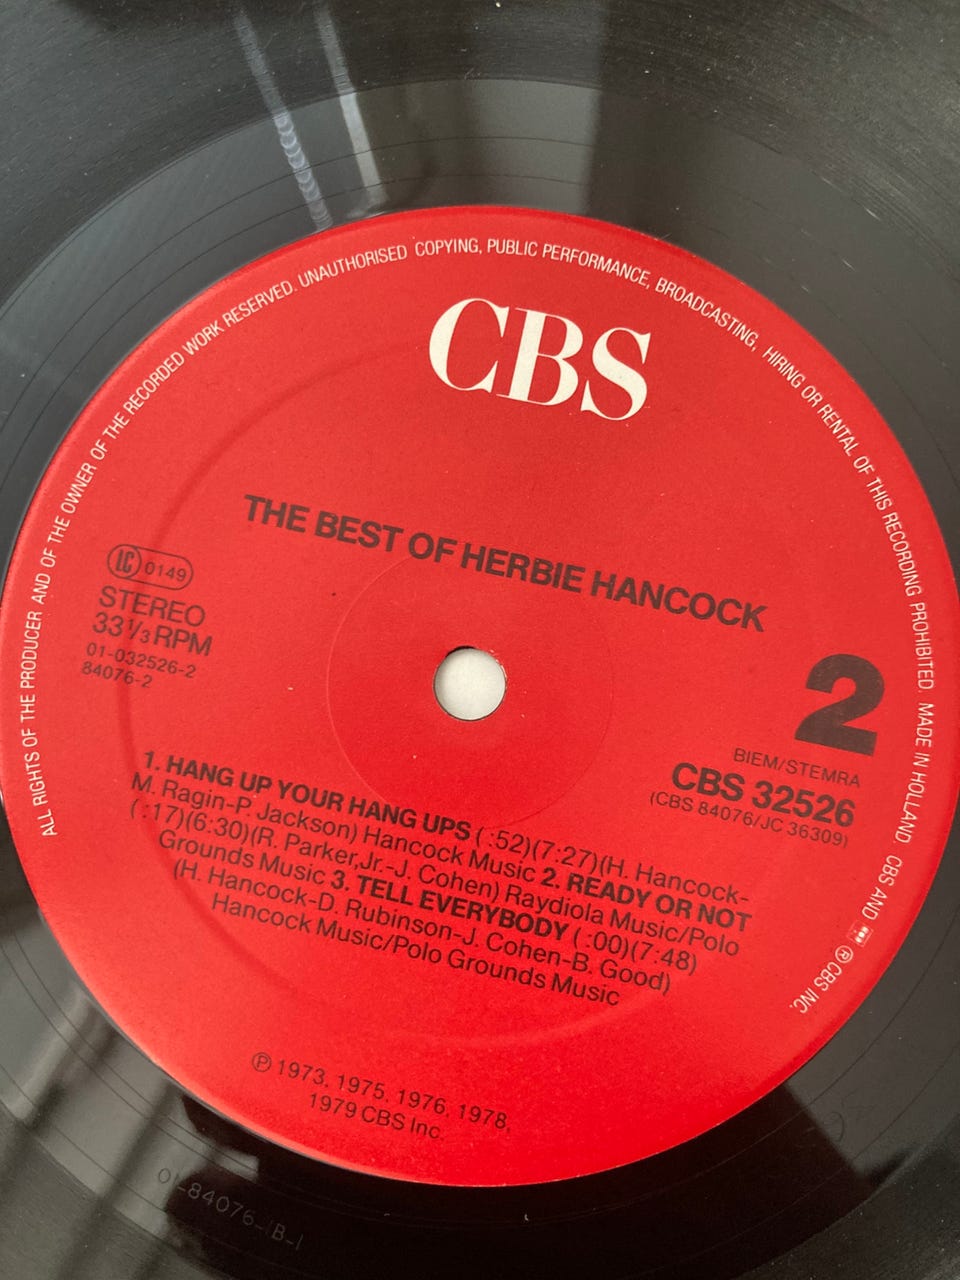 ALL RIGHTS OF THE PRODUCER AND OF THE OWNER OF THE RECORDED WORK RESERVED. UNAUTHORISED COPYING, PUBLIC PERFORMANCE, BROADCASTING, HIRING OR RENTAL OF THIS RECORDING PROHIBITED. MADE IN HOLLAND. CBS AND ® CBS INC.
CBS
THE BEST OF HERBIE HANCOCK
LC 0149
STEREO
33 1/3 RPM
01-032526-2
84076-2
2
BIEM/STEMRA
CBS 32526
(CBS 84076/JC 36309)
1. HANG UP YOUR HANG UPS ( :52)(7:27)(H. Hancock-
M. Ragin-P. Jackson) Hancock Music 2. READY OR NOT
( :17)(6:30)(R. Parker,Jr.-J. Cohen) Raydiola Music/Polo
Grounds Music 3. TELL EVERYBODY ( :00)(7:48)
(H. Hancock-D. Rubinson-J. Cohen-B. Good)
Hancock Music/Polo Grounds Music
℗ 1973, 1975, 1976, 1978,
1979 CBS Inc.
01-84076-1B-1